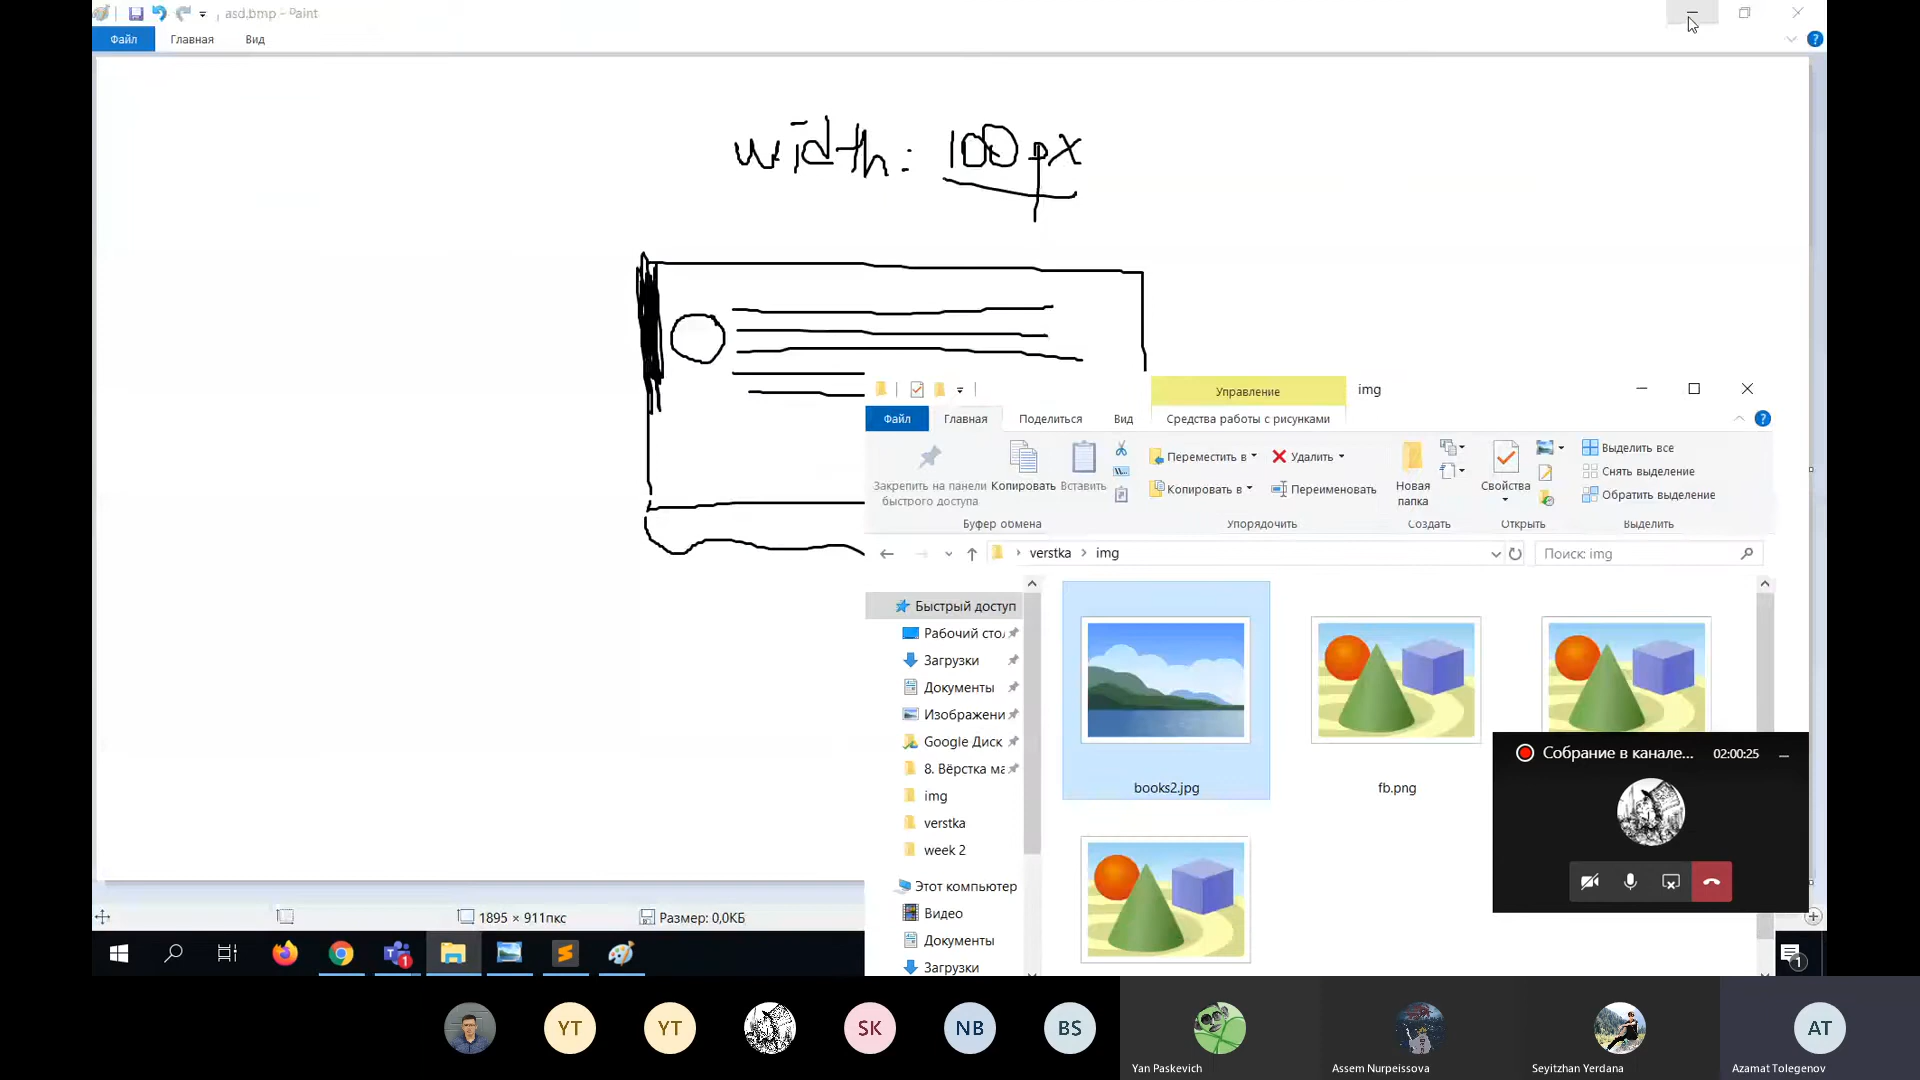 asd.bmp - Paint
Файл
Главная
Вид
width: 100px
Управление
img
Файл
Главная
Поделиться
Вид
Средства работы с рисунками
Закрепить на панели быстрого доступа
Копировать
Вставить
Переместить в
Копировать в
Удалить
Переименовать
Новая папка
Свойства
Выделить все
Снять выделение
Обратить выделение
Буфер обмена
Упорядочить
Создать
Открыть
Выделить
verstka
img
Поиск: img
Быстрый доступ
Рабочий сто
Загрузки
Документы
Изображени
Google Диск
8. Вёрстка ма
img
verstka
week 2
Этот компьютер
Видео
Документы
Загрузки
books2.jpg
fb.png
Собрание в канале...
02:00:25
1895 × 911пкс
Размер: 0,0КБ
1
1
YT
YT
SK
NB
BS
AT
Yan Paskevich
Assem Nurpeissova
Seyitzhan Yerdana
Azamat Tolegenov